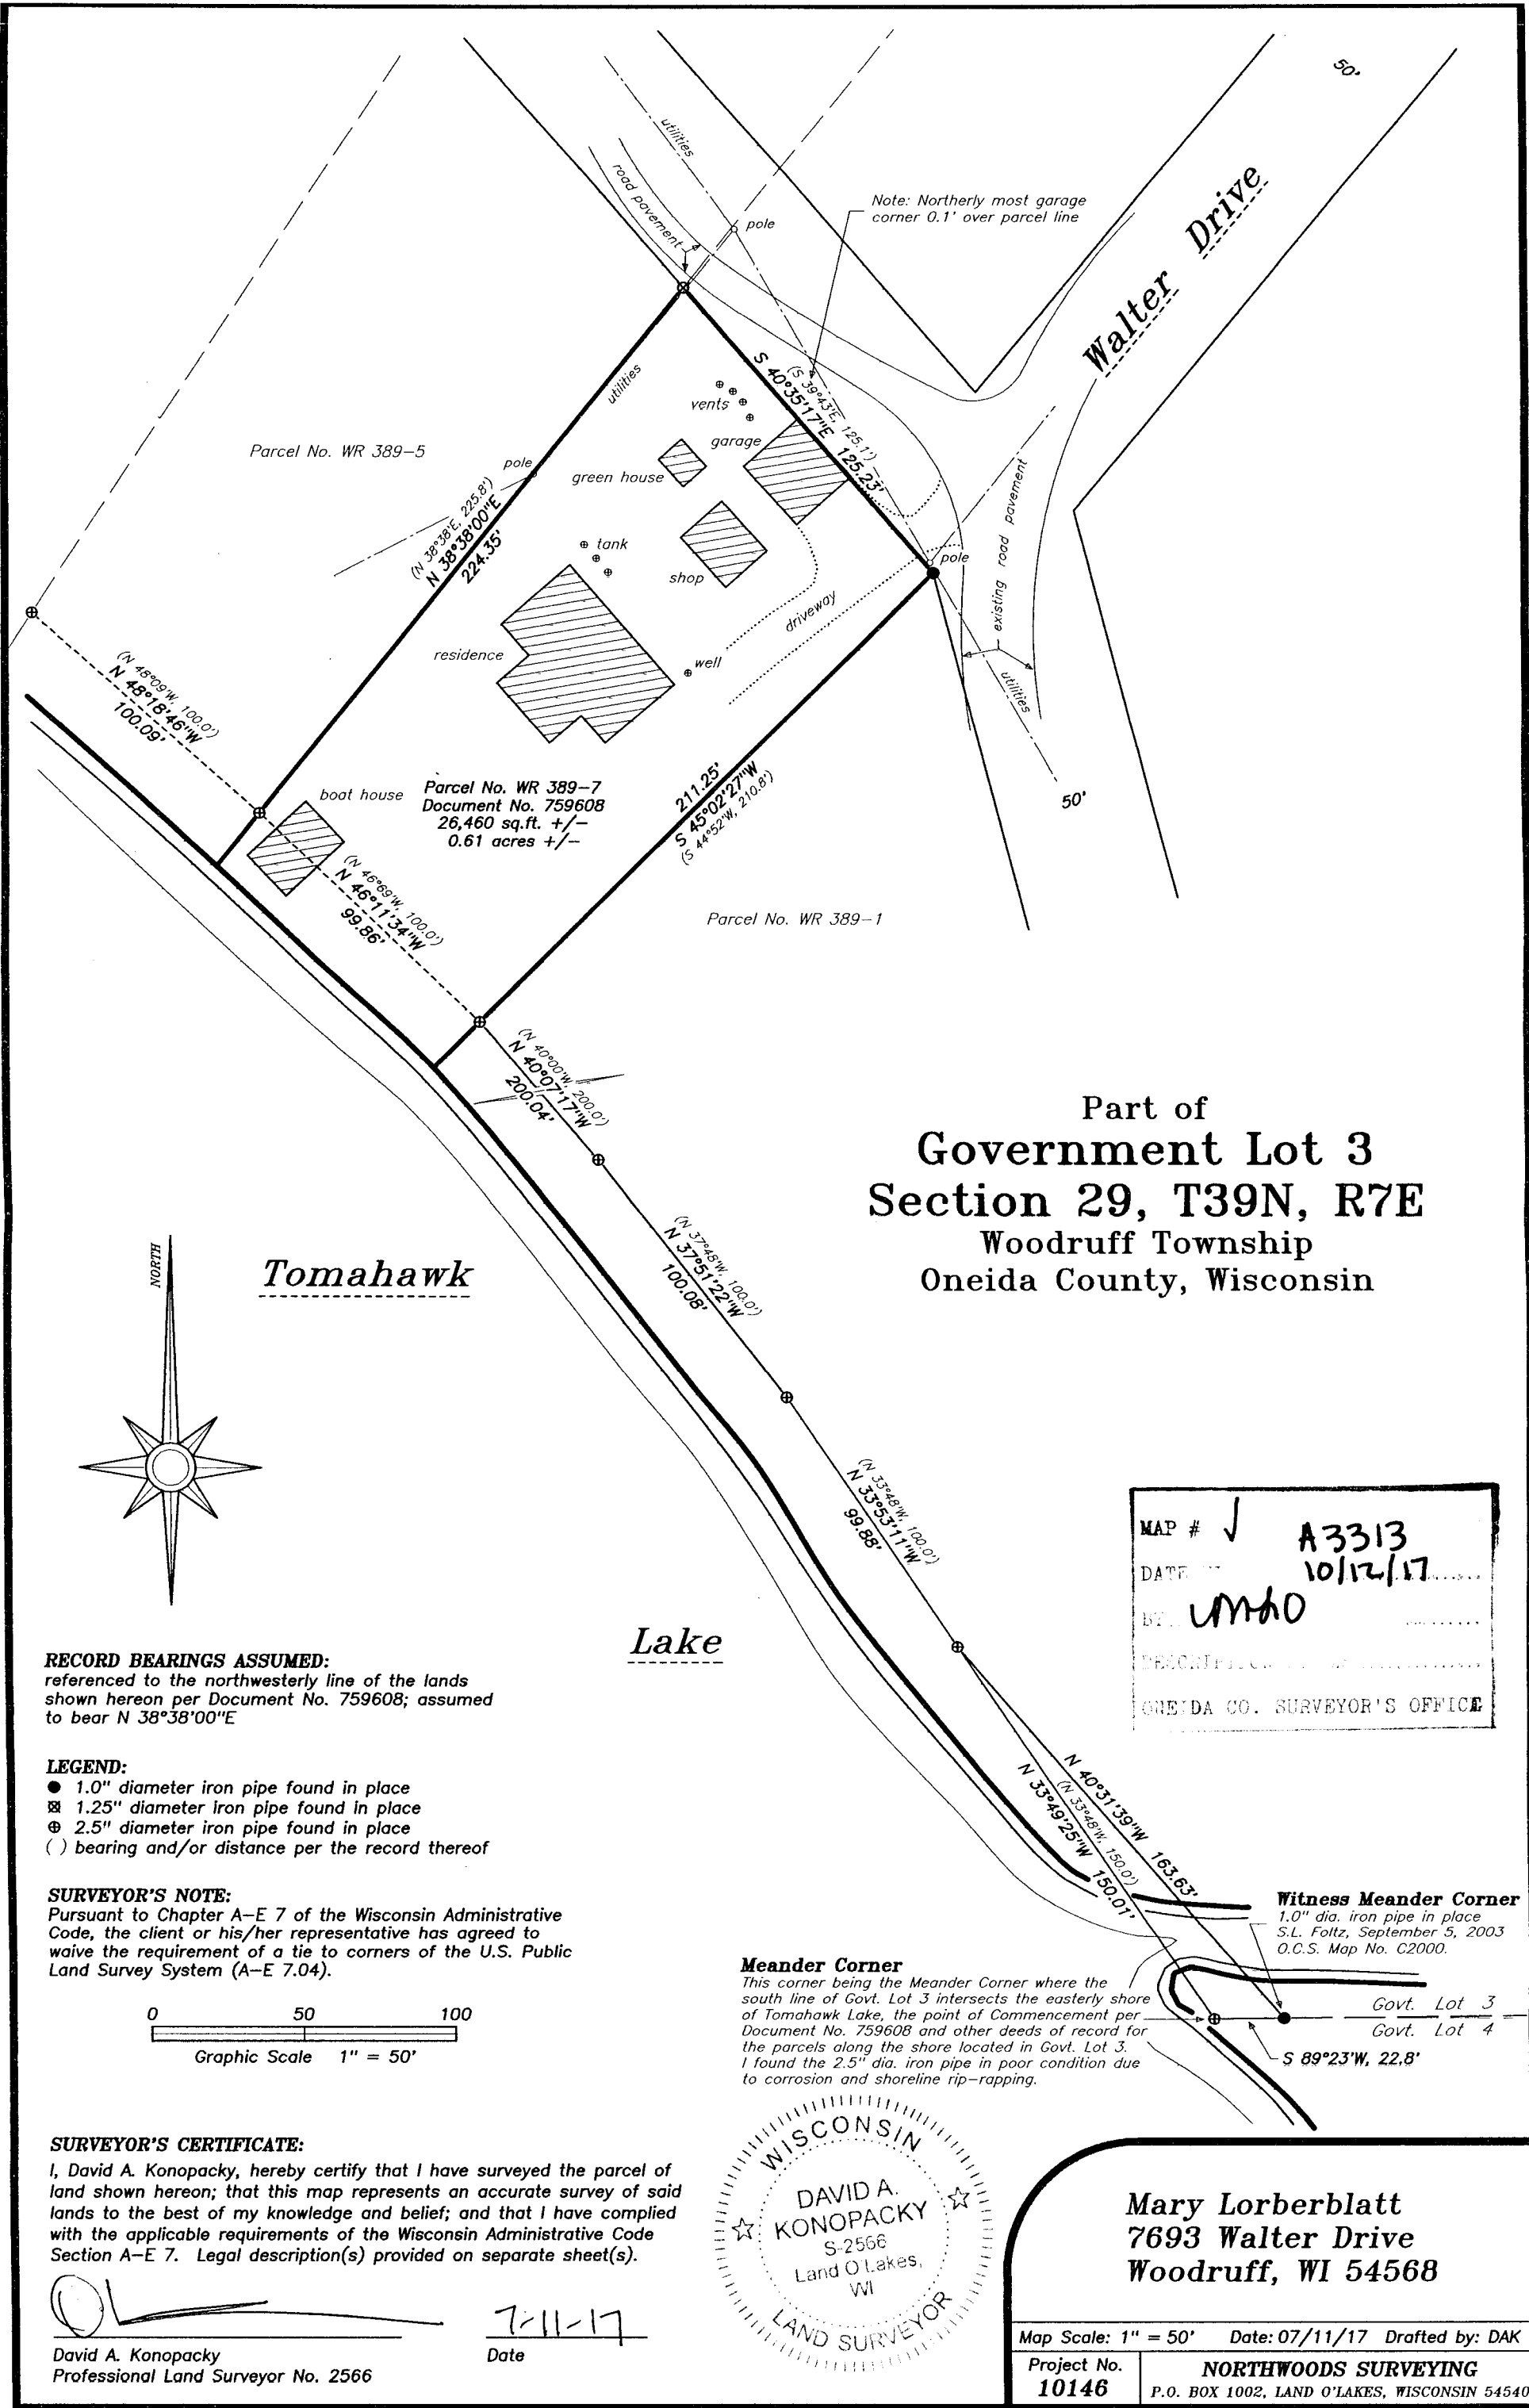 50'
utilities
road pavement
Note: Northerly most garage
corner 0.1' over parcel line
pole
Walter Drive
S 40°35'17"E 125.23'
(S 39°43'E, 125.1')
utilities
vents
garage
Parcel No. WR 389-5
pole
green house
(N 38°38'E, 225.8')
N 38°38'00"E
224.35'
tank
shop
existing road pavement
pole
driveway
residence
well
utilities
(N 48°09'W, 100.0')
N 48°18'46"W
100.09'
boat house
Parcel No. WR 389-7
Document No. 759608
26,460 sq.ft. +/-
0.61 acres +/-
211.25'
S 45°02'27"W
(S 44°52'W, 210.8')
50'
(N 46°69'W, 100.0')
N 46°11'34"W
99.86'
Parcel No. WR 389-1
(N 40°00'W, 200.0')
N 40°07'17"W
200.04'
Part of
Government Lot 3
Section 29, T39N, R7E
Woodruff Township
Oneida County, Wisconsin
(N 37°48'W, 100.0')
N 37°51'22"W
100.08'
NORTH
Tomahawk
(N 33°48'W, 100.0')
N 33°53'11"W
99.88'
MAP # √ A3313
DATE 10/12/17
BY.
ONEIDA CO. SURVEYOR'S OFFICE
Lake
RECORD BEARINGS ASSUMED:
referenced to the northwesterly line of the lands
shown hereon per Document No. 759608; assumed
to bear N 38°38'00"E
LEGEND:
1.0" diameter iron pipe found in place
1.25" diameter iron pipe found in place
2.5" diameter iron pipe found in place
( ) bearing and/or distance per the record thereof
N 40°31'39"W 163.63'
(N 33°48'W, 150.0')
N 33°49'25"W 150.01'
SURVEYOR'S NOTE:
Pursuant to Chapter A-E 7 of the Wisconsin Administrative
Code, the client or his/her representative has agreed to
waive the requirement of a tie to corners of the U.S. Public
Land Survey System (A-E 7.04).
0 50 100
Graphic Scale 1" = 50'
Witness Meander Corner
1.0" dia. iron pipe in place
S.L. Foltz, September 5, 2003
O.C.S. Map No. C2000.
Meander Corner
This corner being the Meander Corner where the
south line of Govt. Lot 3 intersects the easterly shore
of Tomahawk Lake, the point of Commencement per
Document No. 759608 and other deeds of record for
the parcels along the shore located in Govt. Lot 3.
I found the 2.5" dia. iron pipe in poor condition due
to corrosion and shoreline rip-rapping.
Govt. Lot 3
Govt. Lot 4
S 89°23'W, 22.8'
SURVEYOR'S CERTIFICATE:
I, David A. Konopacky, hereby certify that I have surveyed the parcel of
land shown hereon; that this map represents an accurate survey of said
lands to the best of my knowledge and belief; and that I have complied
with the applicable requirements of the Wisconsin Administrative Code
Section A-E 7. Legal description(s) provided on separate sheet(s).
7-11-17
David A. Konopacky
Professional Land Surveyor No. 2566
Date
WISCONSIN
DAVID A.
KONOPACKY
S-2566
Land O'Lakes,
WI
LAND SURVEYOR
Mary Lorberblatt
7693 Walter Drive
Woodruff, WI 54568
Map Scale: 1" = 50' Date: 07/11/17 Drafted by: DAK
Project No.
10146
NORTHWOODS SURVEYING
P.O. BOX 1002, LAND O'LAKES, WISCONSIN 54540